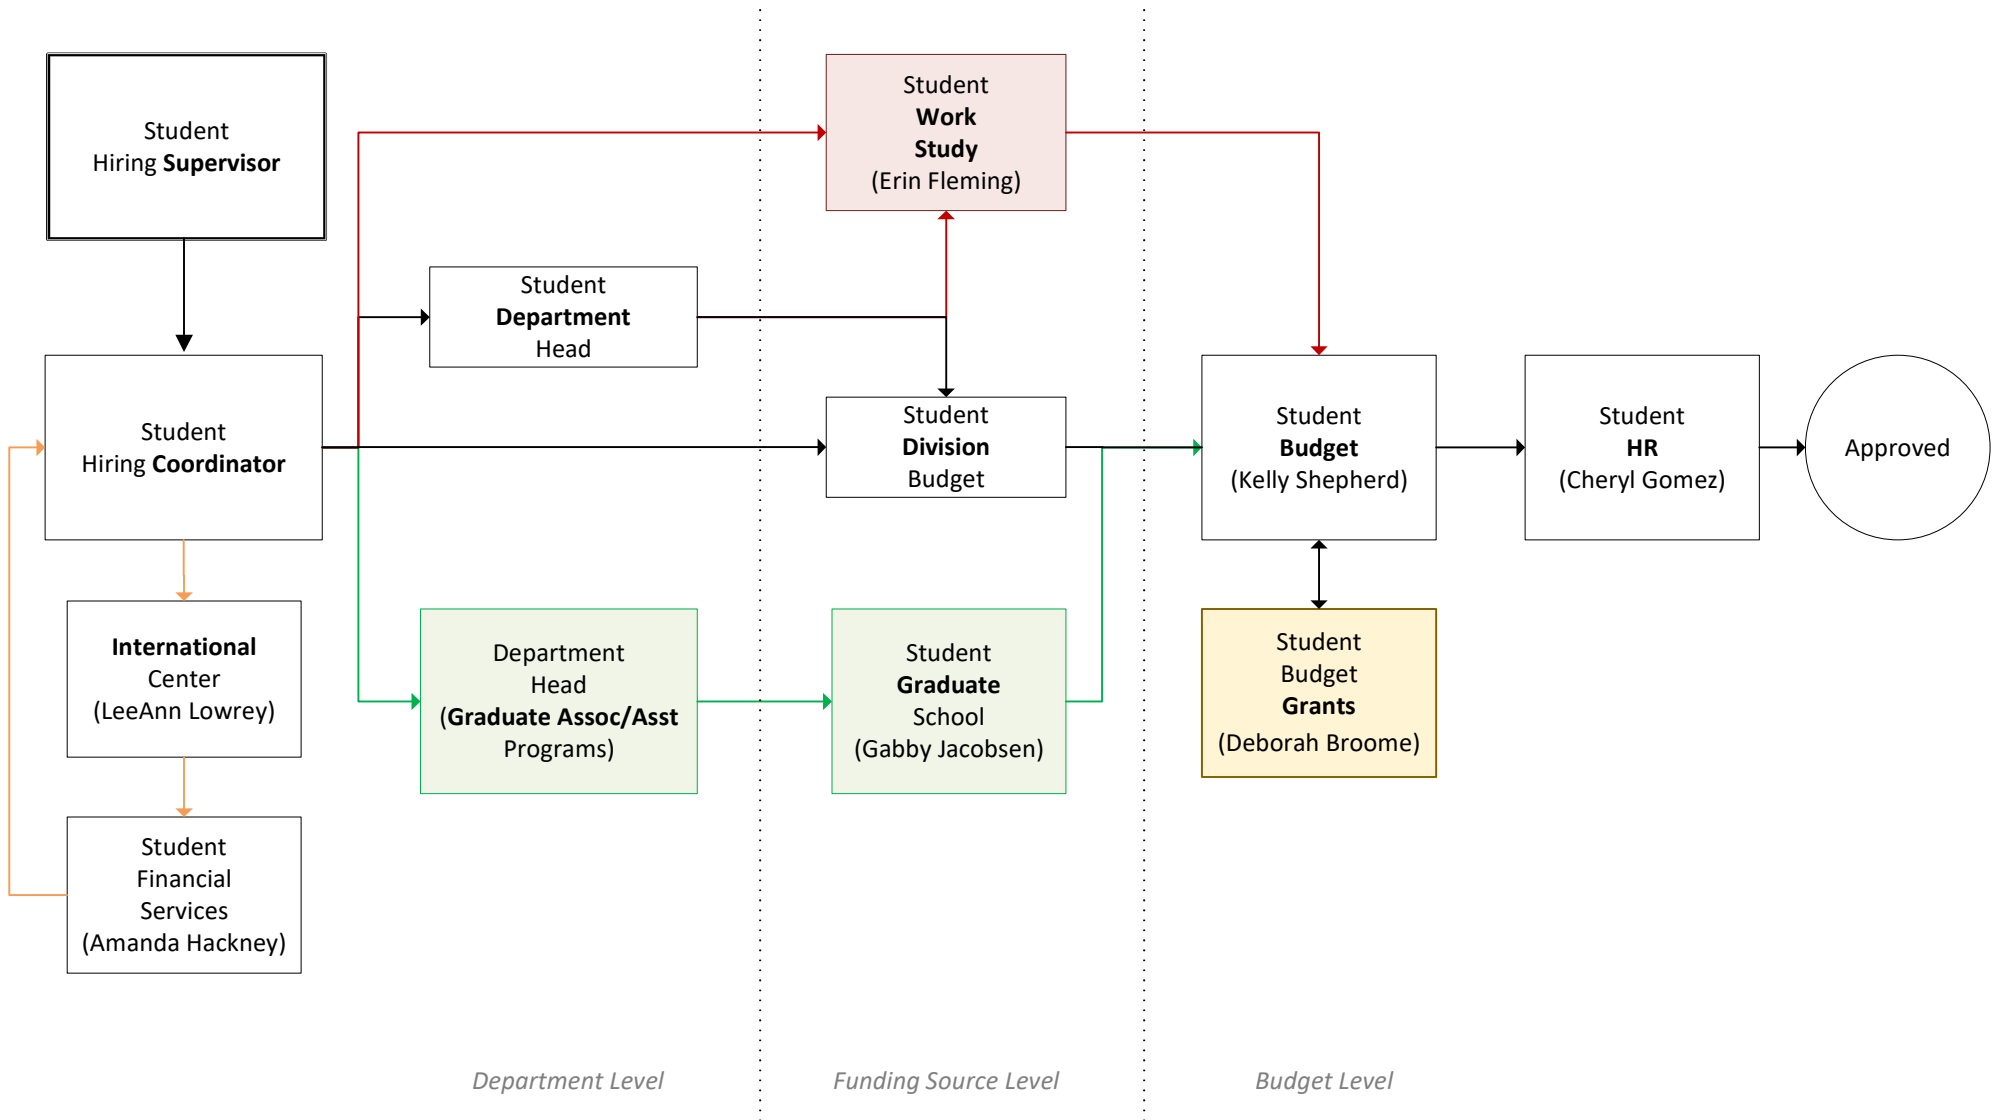 Student
Hiring Supervisor
Student
Work
Study
(Erin Fleming)
Student
Department
Head
Student
Hiring Coordinator
Student
Division
Budget
Student
Budget
(Kelly Shepherd)
Student
HR
(Cheryl Gomez)
Approved
International
Center
(LeeAnn Lowrey)
Department
Head
(Graduate Assoc/Asst
Programs)
Student
Graduate
School
(Gabby Jacobsen)
Student
Budget
Grants
(Deborah Broome)
Student
Financial
Services
(Amanda Hackney)
Department Level
Funding Source Level
Budget Level